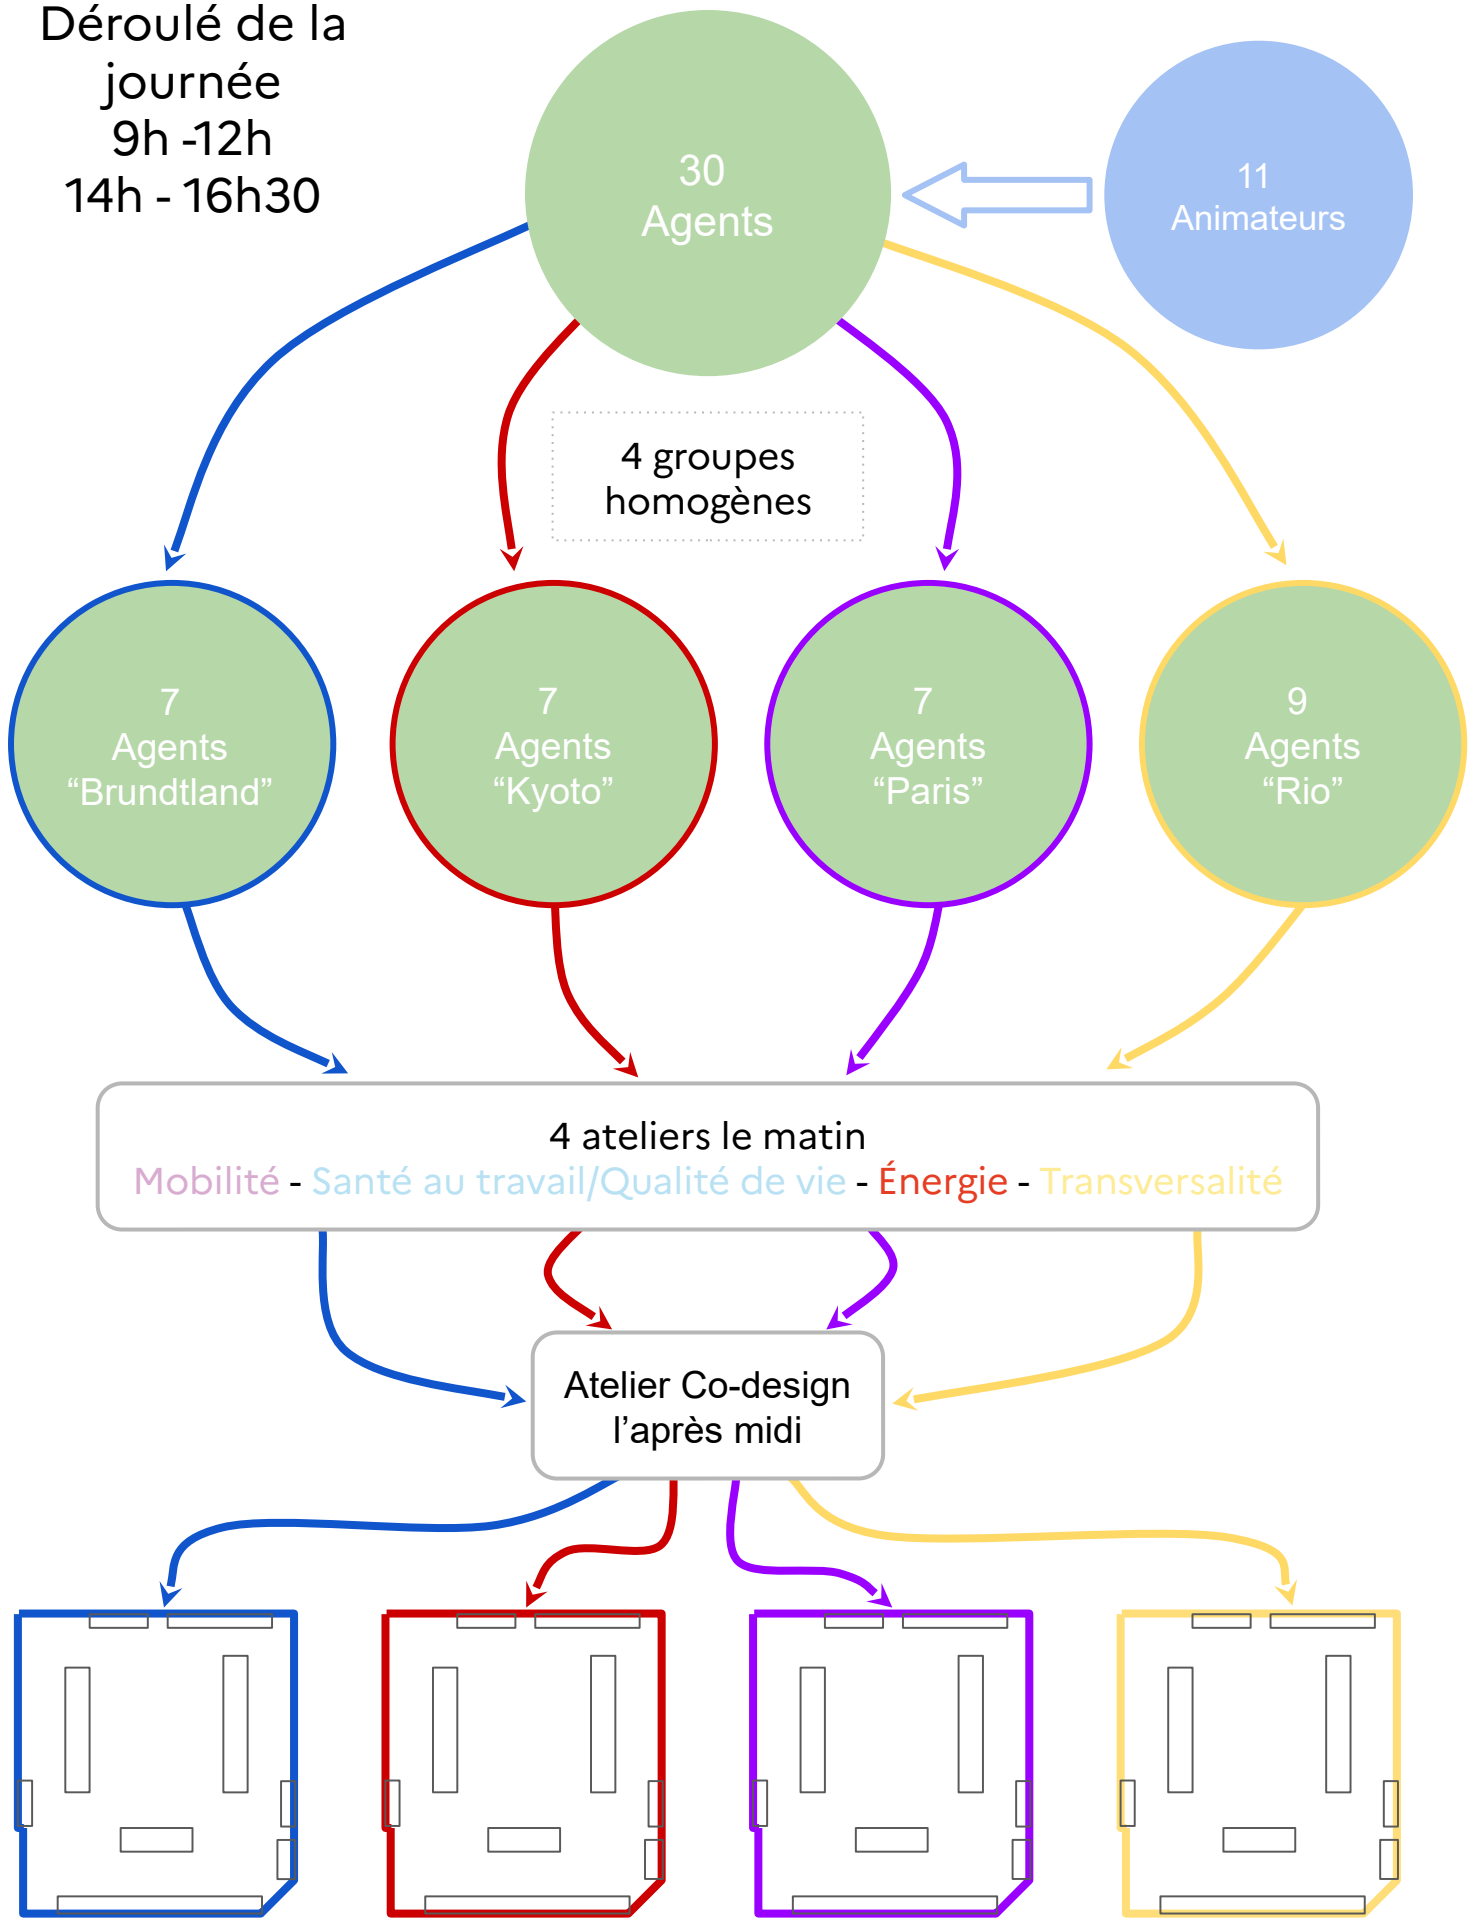 Déroulé de la
journée
9h -12h
14h - 16h30
30
Agents
11
Animateurs
4 groupes
homogènes
7
Agents
“Brundtland”
7
Agents
“Kyoto”
7
Agents
“Paris”
9
Agents
“Rio”
4 ateliers le matin
Mobilité - Santé au travail/Qualité de vie - Énergie - Transversalité
Atelier Co-design
l’après midi